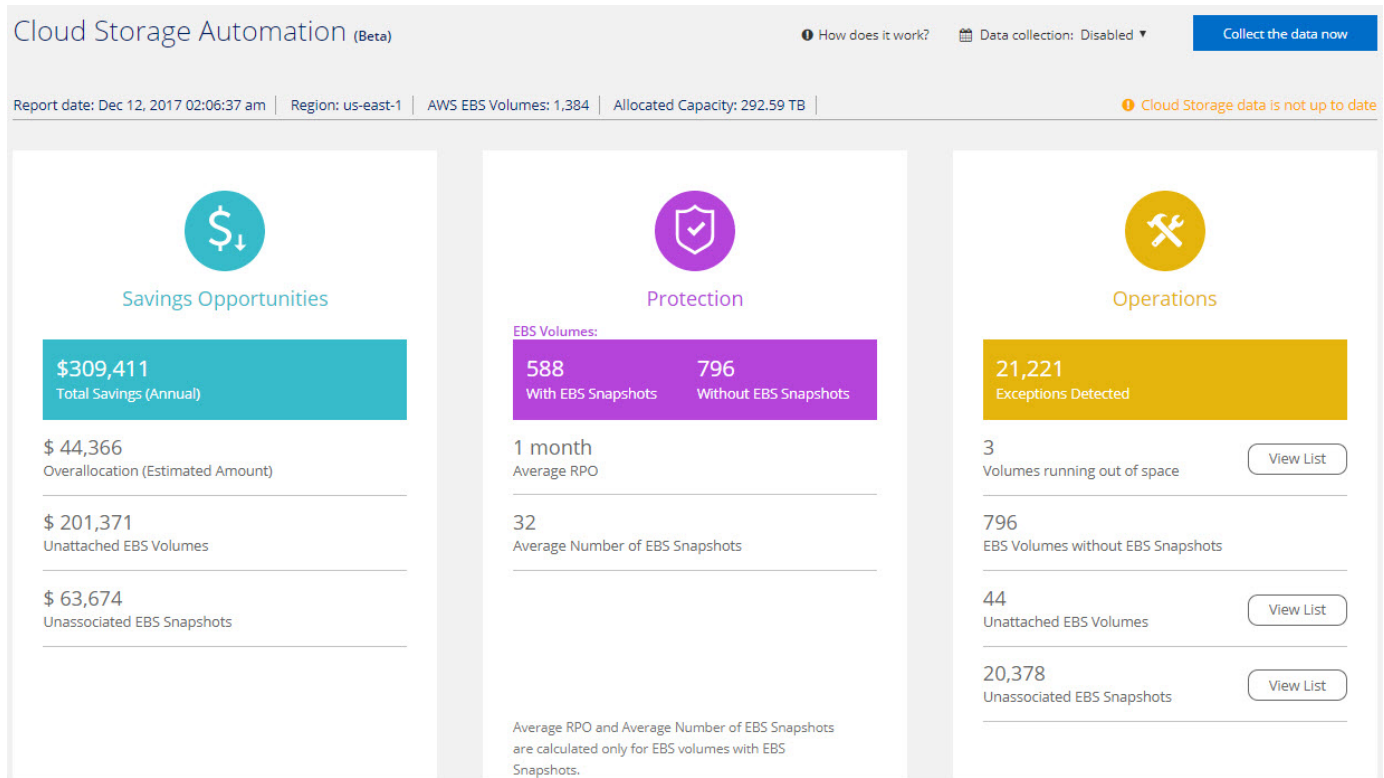 Cloud Storage Automation (Beta)
How does it work?
Data collection: Disabled ▼
Collect the data now
Report date: Dec 12, 2017 02:06:37 am | Region: us-east-1 | AWS EBS Volumes: 1,384 | Allocated Capacity: 292.59 TB |
Cloud Storage data is not up to date
Savings Opportunities
$309,411
Total Savings (Annual)
$ 44,366
Overallocation (Estimated Amount)
$ 201,371
Unattached EBS Volumes
$ 63,674
Unassociated EBS Snapshots
Protection
EBS Volumes:
588
With EBS Snapshots
796
Without EBS Snapshots
1 month
Average RPO
32
Average Number of EBS Snapshots
Average RPO and Average Number of EBS Snapshots
are calculated only for EBS volumes with EBS
Snapshots.
Operations
21,221
Exceptions Detected
3
Volumes running out of space
View List
796
EBS Volumes without EBS Snapshots
44
Unattached EBS Volumes
View List
20,378
Unassociated EBS Snapshots
View List